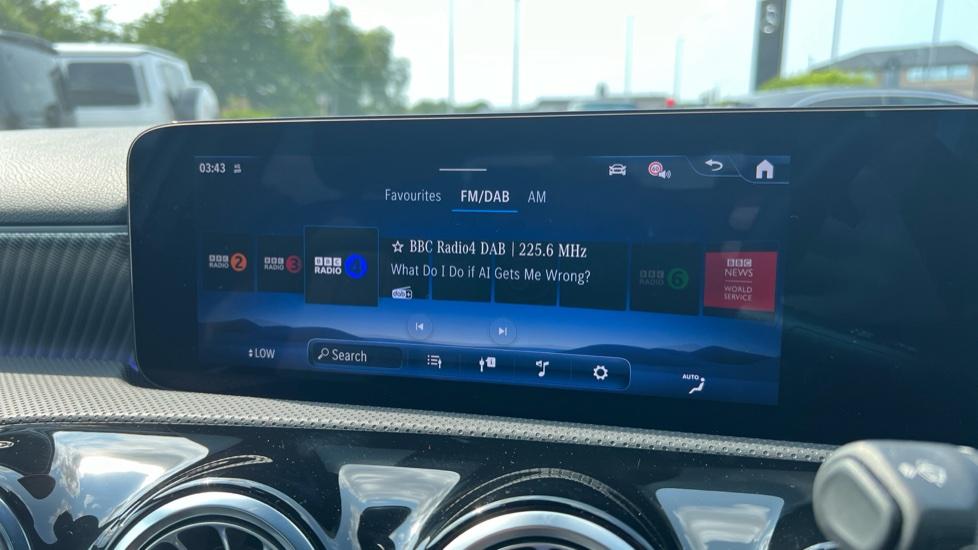 03:43
Favourites FM/DAB AM
BBC RADIO 2
BBC RADIO 3
BBC RADIO 4
☆ BBC Radio4 DAB | 225.6 MHz
What Do I Do if AI Gets Me Wrong?
dab+
BBC RADIO 6
BBC NEWS
WORLD SERVICE
LOW
Search
AUTO